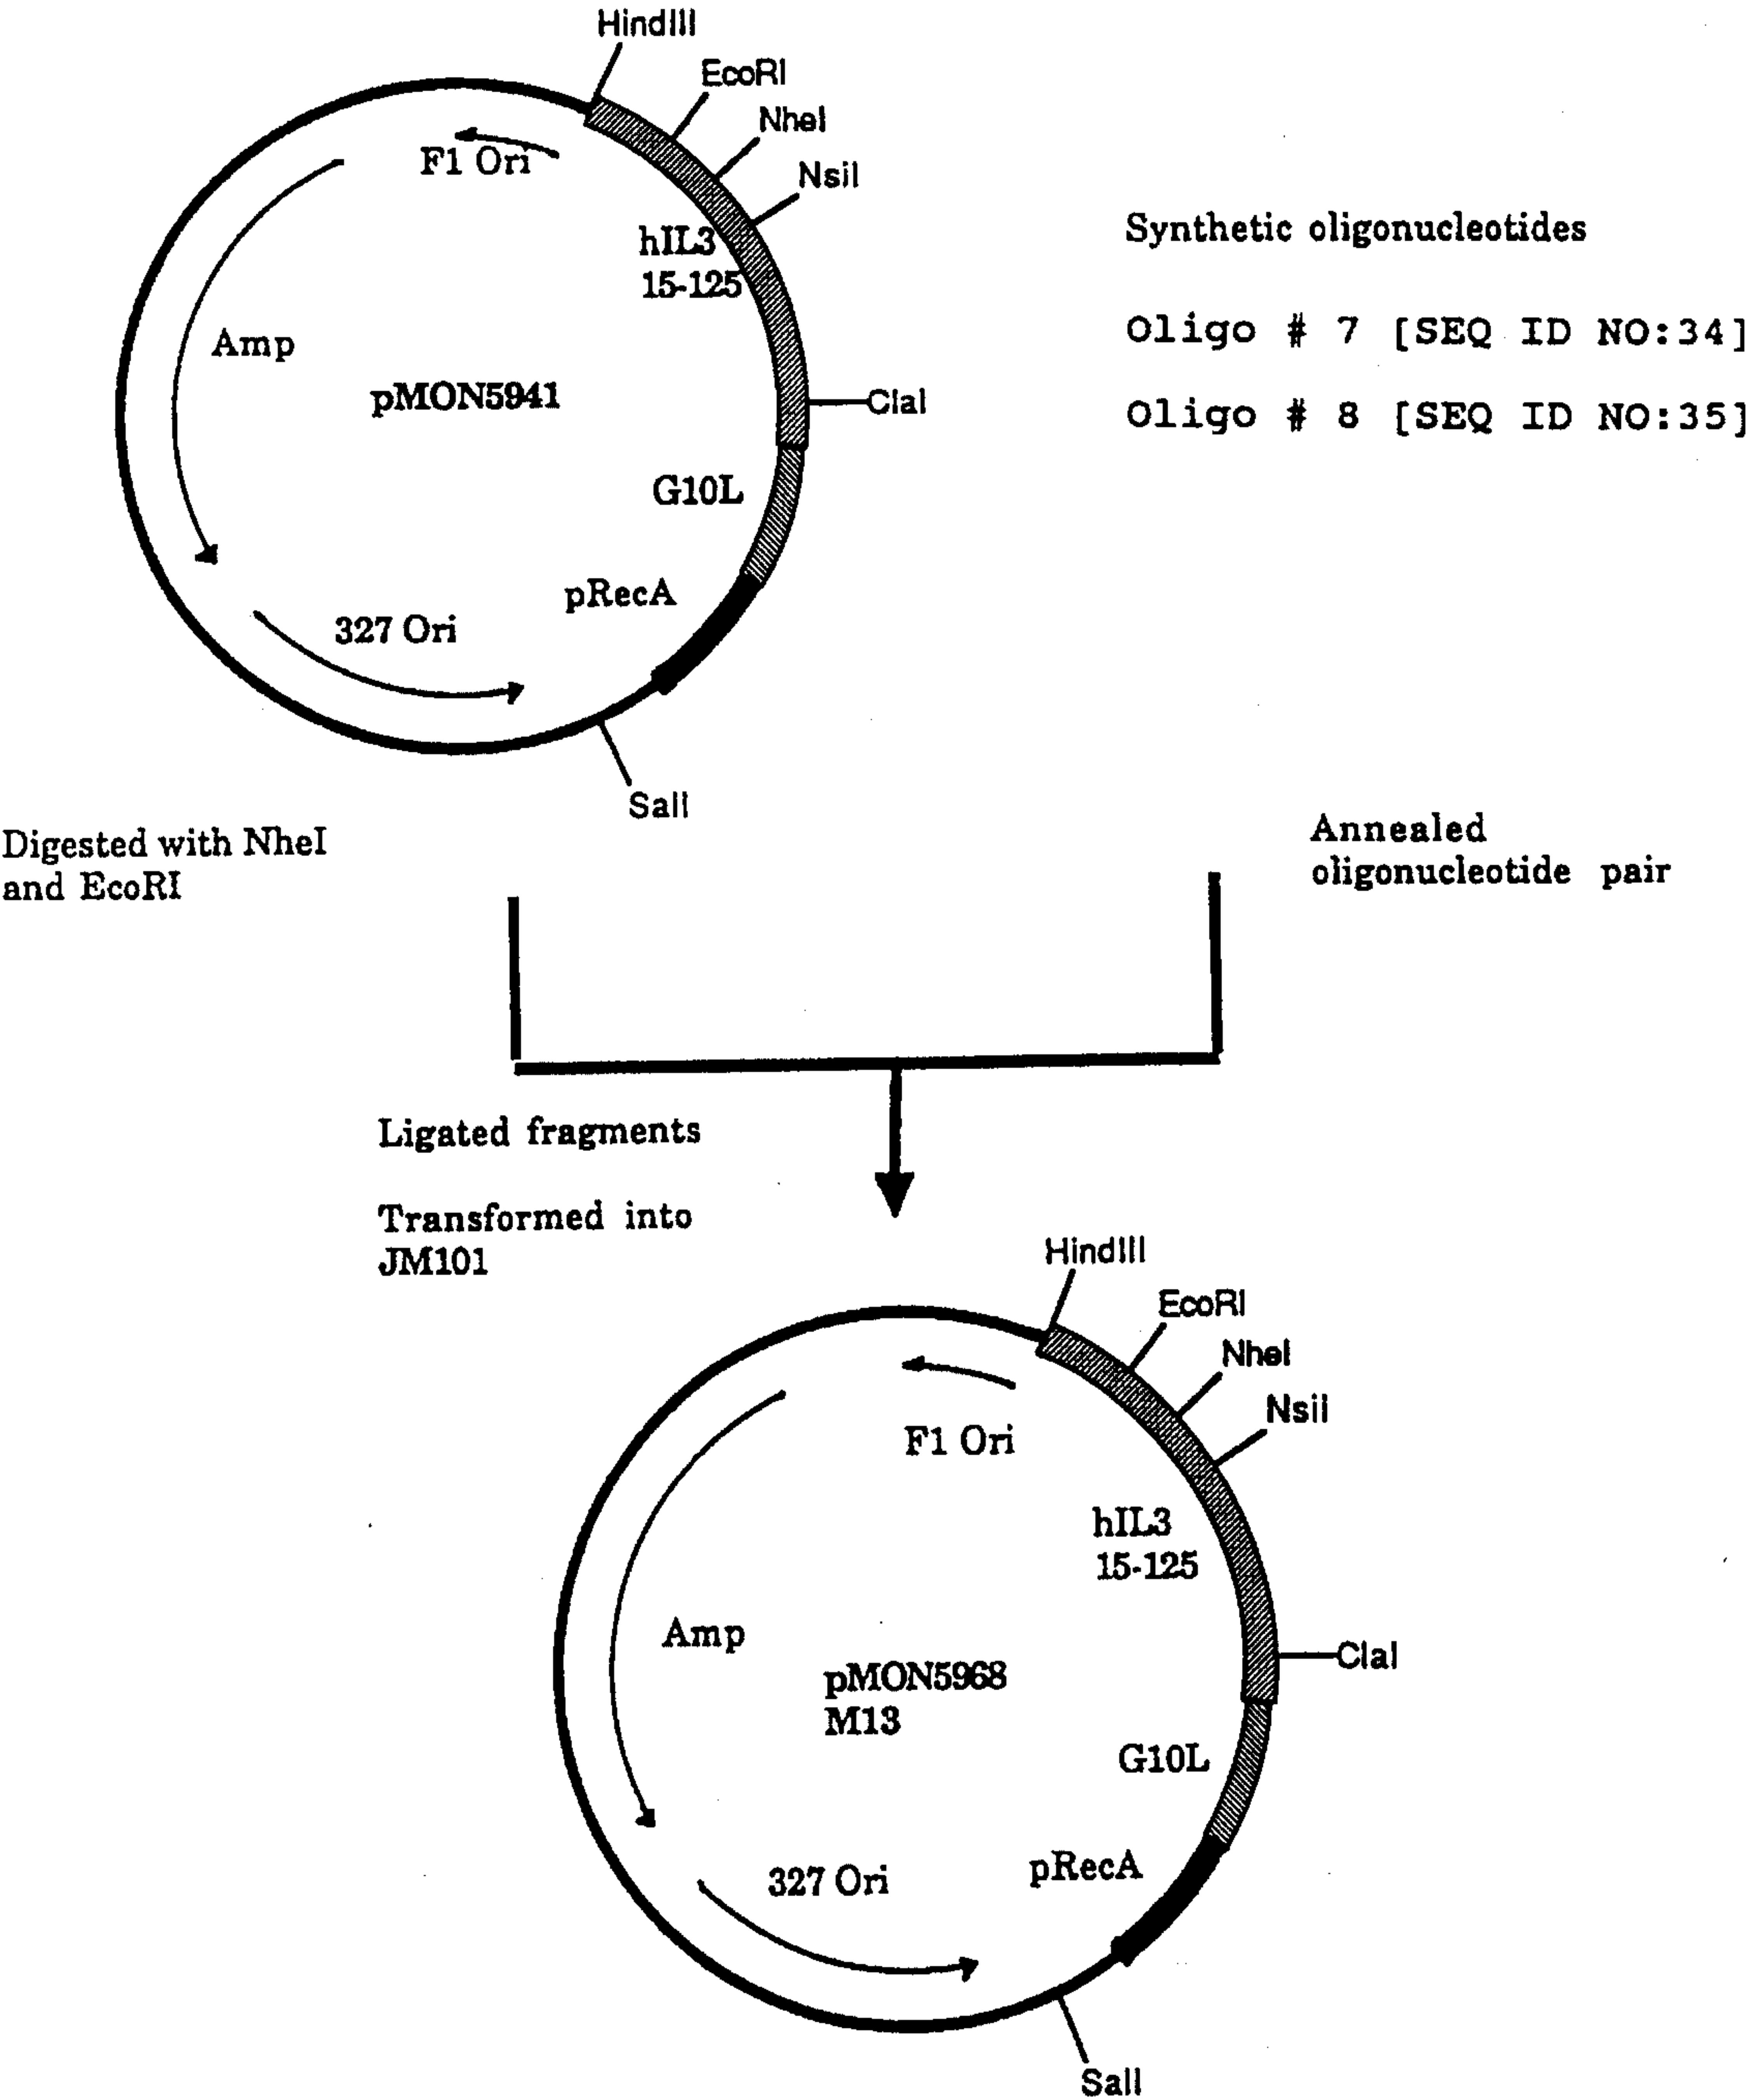 HindIII
EcoRI
NheI
NsiI
F1 Ori
hIL3
15-125
Amp
pMON5941
ClaI
G10L
pRecA
327 Ori
SalI
Synthetic oligonucleotides
Oligo # 7 [SEQ ID NO:34]
Oligo # 8 [SEQ ID NO:35]
Digested with NheI
and EcoRI
Annealed
oligonucleotide pair
Ligated fragments
Transformed into
JM101
HindIII
EcoRI
NheI
NsiI
F1 Ori
hIL3
15-125
Amp
pMON5968
M13
ClaI
G10L
pRecA
327 Ori
SalI